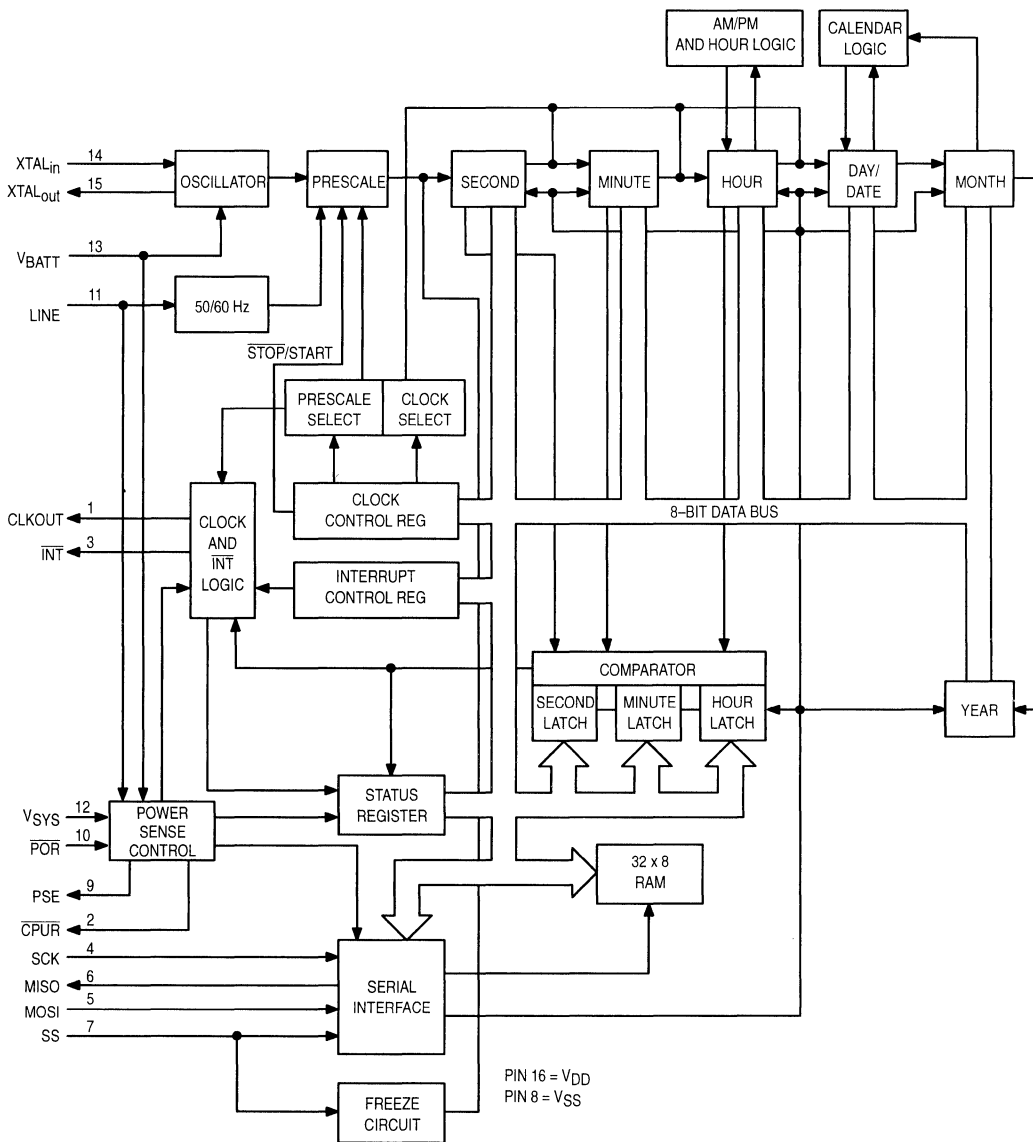 AM/PM
AND HOUR LOGIC
CALENDAR
LOGIC
XTALin
14
XTALout
15
OSCILLATOR
PRESCALE
SECOND
MINUTE
HOUR
DAY/
DATE
MONTH
VBATT
13
LINE
11
50/60 Hz
STOP/START
PRESCALE
SELECT
CLOCK
SELECT
CLKOUT
1
INT
3
CLOCK
AND
INT
LOGIC
CLOCK
CONTROL REG
8–BIT DATA BUS
INTERRUPT
CONTROL REG
COMPARATOR
SECOND
LATCH
MINUTE
LATCH
HOUR
LATCH
YEAR
VSYS
12
POR
10
PSE
9
CPUR
2
POWER
SENSE
CONTROL
STATUS
REGISTER
32 x 8
RAM
SCK
4
MISO
6
MOSI
5
SS
7
SERIAL
INTERFACE
FREEZE
CIRCUIT
PIN 16 = VDD
PIN 8 = VSS